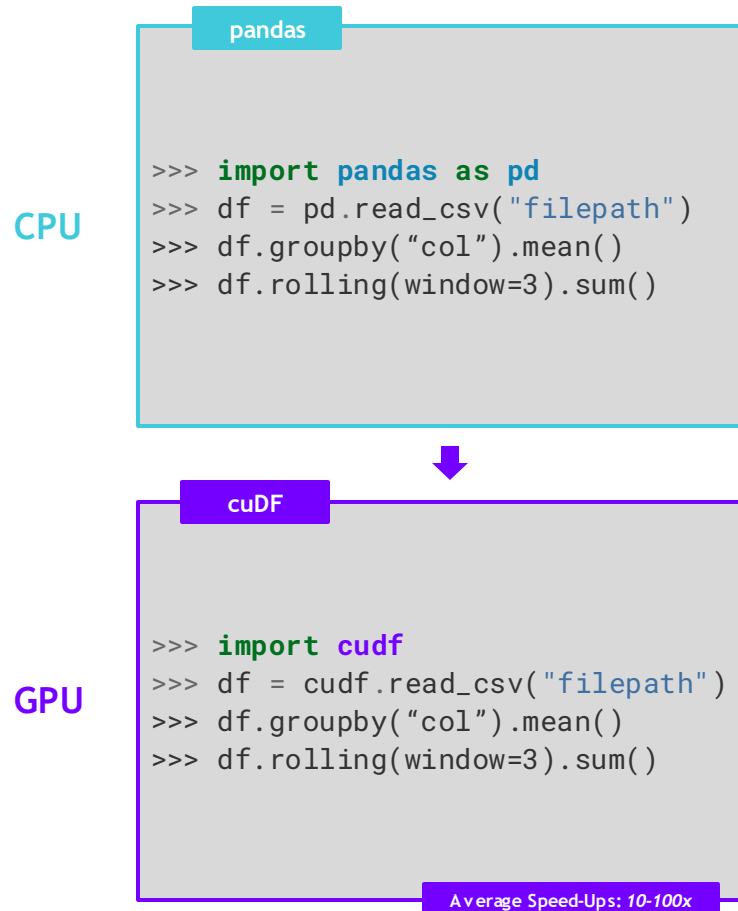 pandas
CPU
>>> import pandas as pd
>>> df = pd.read_csv("filepath")
>>> df.groupby(“col”).mean()
>>> df.rolling(window=3).sum()
cuDF
GPU
>>> import cudf
>>> df = cudf.read_csv("filepath")
>>> df.groupby(“col”).mean()
>>> df.rolling(window=3).sum()
Average Speed-Ups: 10-100x